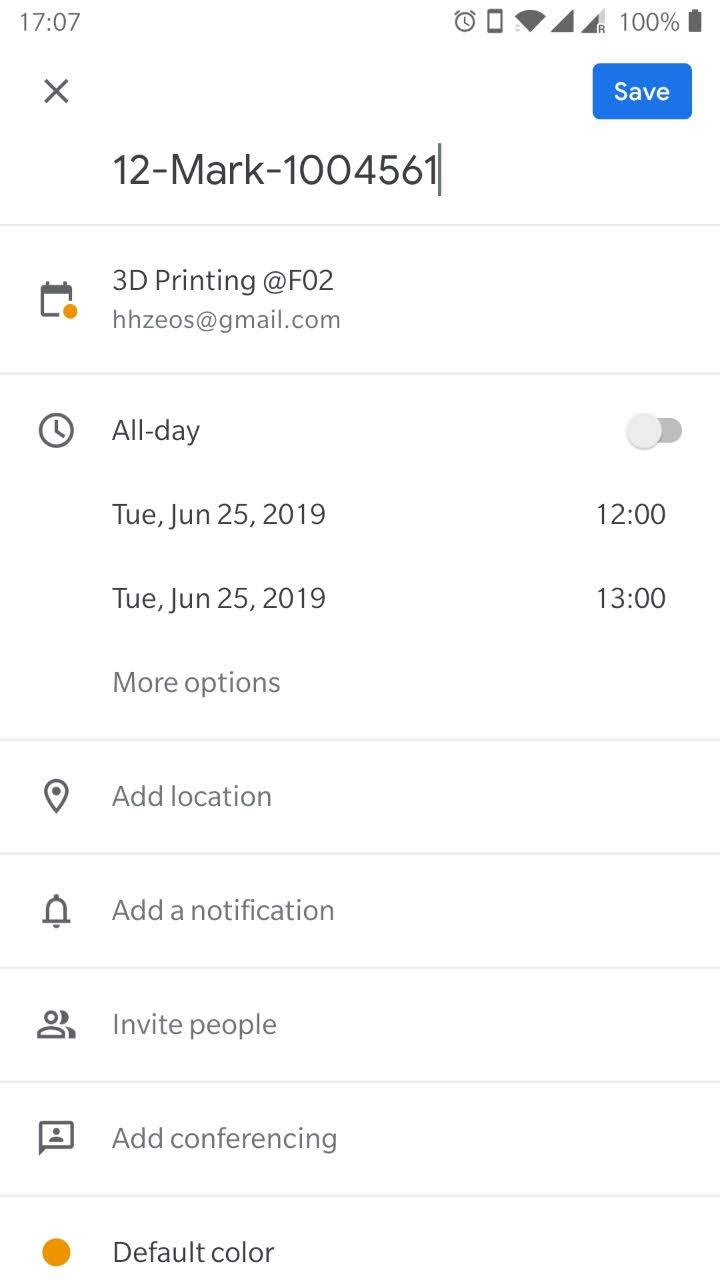 17:07 R 100%
Save
12-Mark-1004561
3D Printing @F02
hhzeos@gmail.com
All-day
Tue, Jun 25, 2019 12:00
Tue, Jun 25, 2019 13:00
More options
Add location
Add a notification
Invite people
Add conferencing
Default color